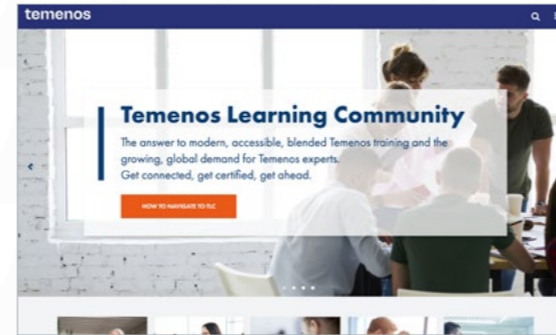 temenos
Temenos Learning Community
The answer to modern, accessible, blended Temenos training and the
growing, global demand for Temenos experts.
Get connected, get certified, get ahead.
HOW TO NAVIGATE TO TLC